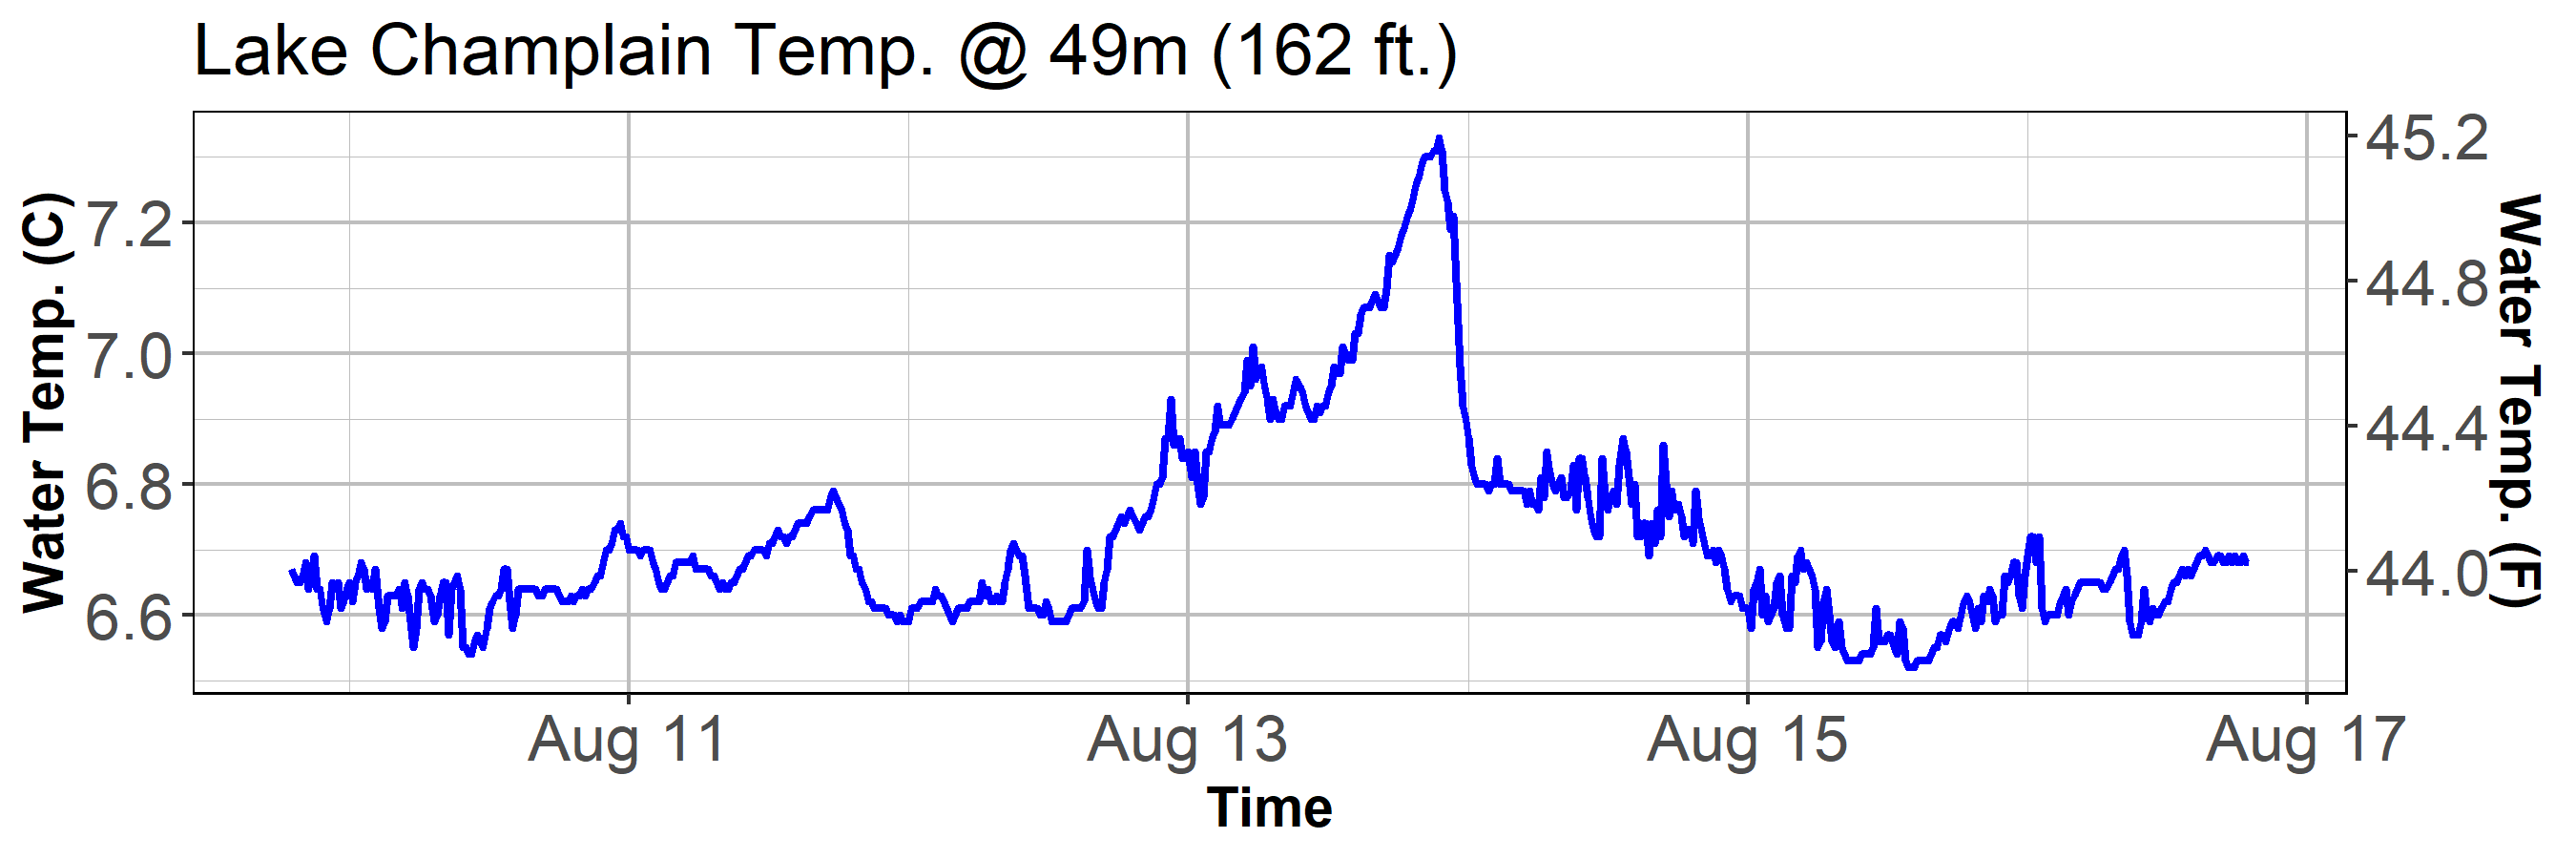 Lake Champlain Temp. @ 49m (162 ft.)
Water Temp. (C)
7.2
7.0
6.8
6.6
45.2
44.8
44.4
44.0
Water Temp. (F)
Aug 11
Aug 13
Aug 15
Aug 17
Time